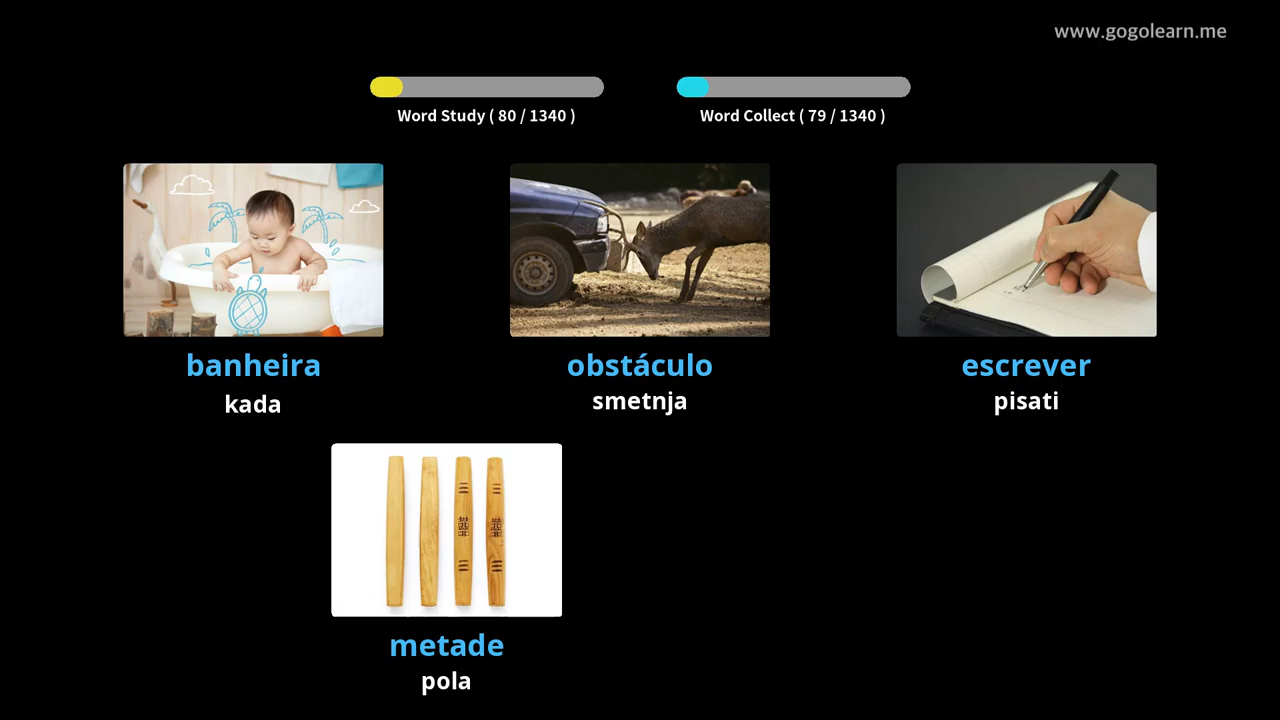 www.gogolearn.me
Word Study ( 80 / 1340 )
Word Collect ( 79 / 1340 )
banheira
kada
obstáculo
smetnja
escrever
pisati
metade
pola